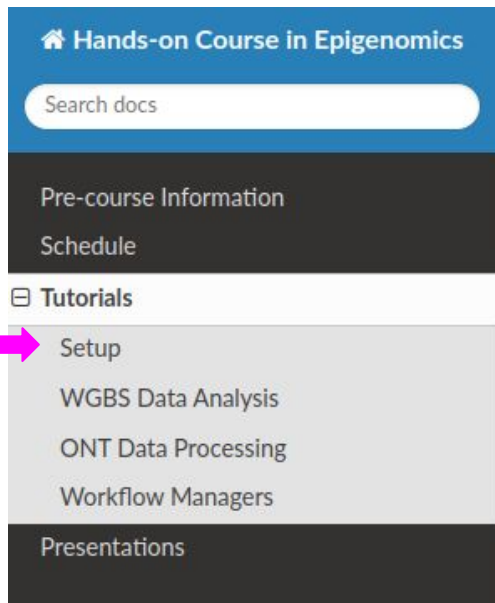 Hands-on Course in Epigenomics
Search docs
Pre-course Information
Schedule
Tutorials
Setup
WGBS Data Analysis
ONT Data Processing
Workflow Managers
Presentations